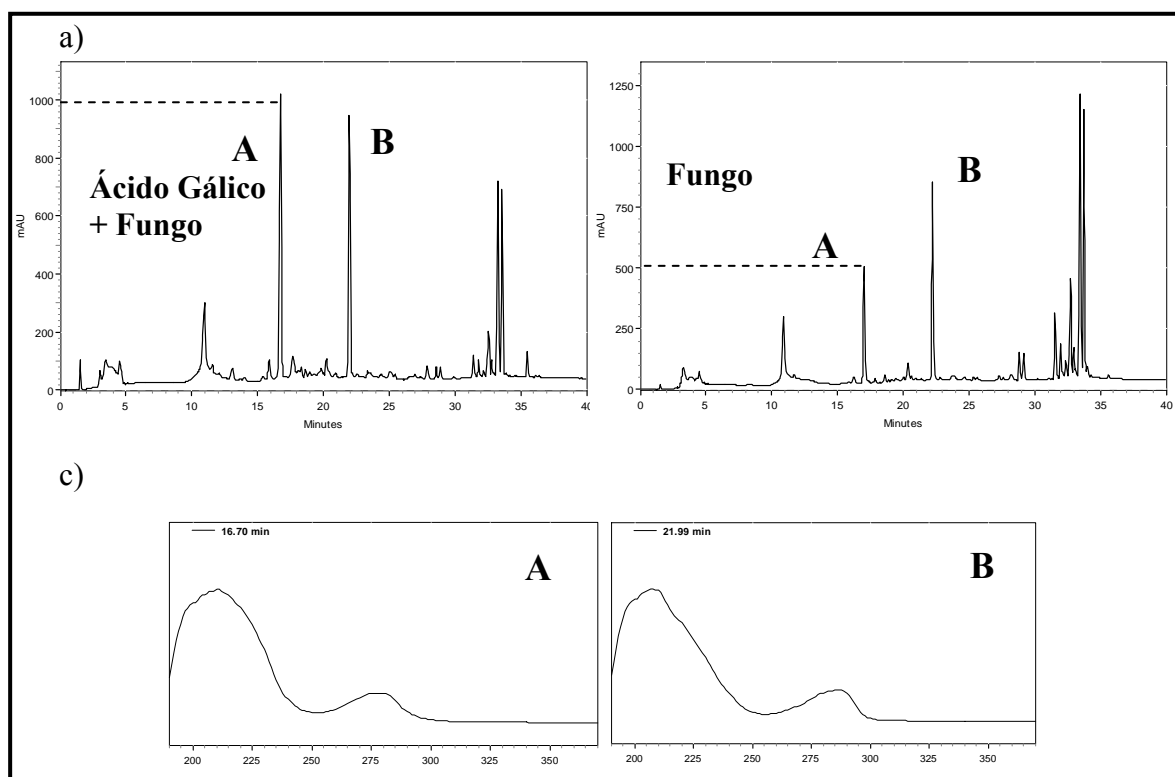 a)
1000
800
600
400
200
0
mAU
A
B
Ácido Gálico
+ Fungo
0 5 10 15 20 25 30 35 40
Minutes
1250
1000
750
500
250
0
mAU
Fungo
A
B
0 5 10 15 20 25 30 35 40
Minutes
c)
16.70 min
A
200 225 250 275 300 325 350
21.99 min
B
200 225 250 275 300 325 350